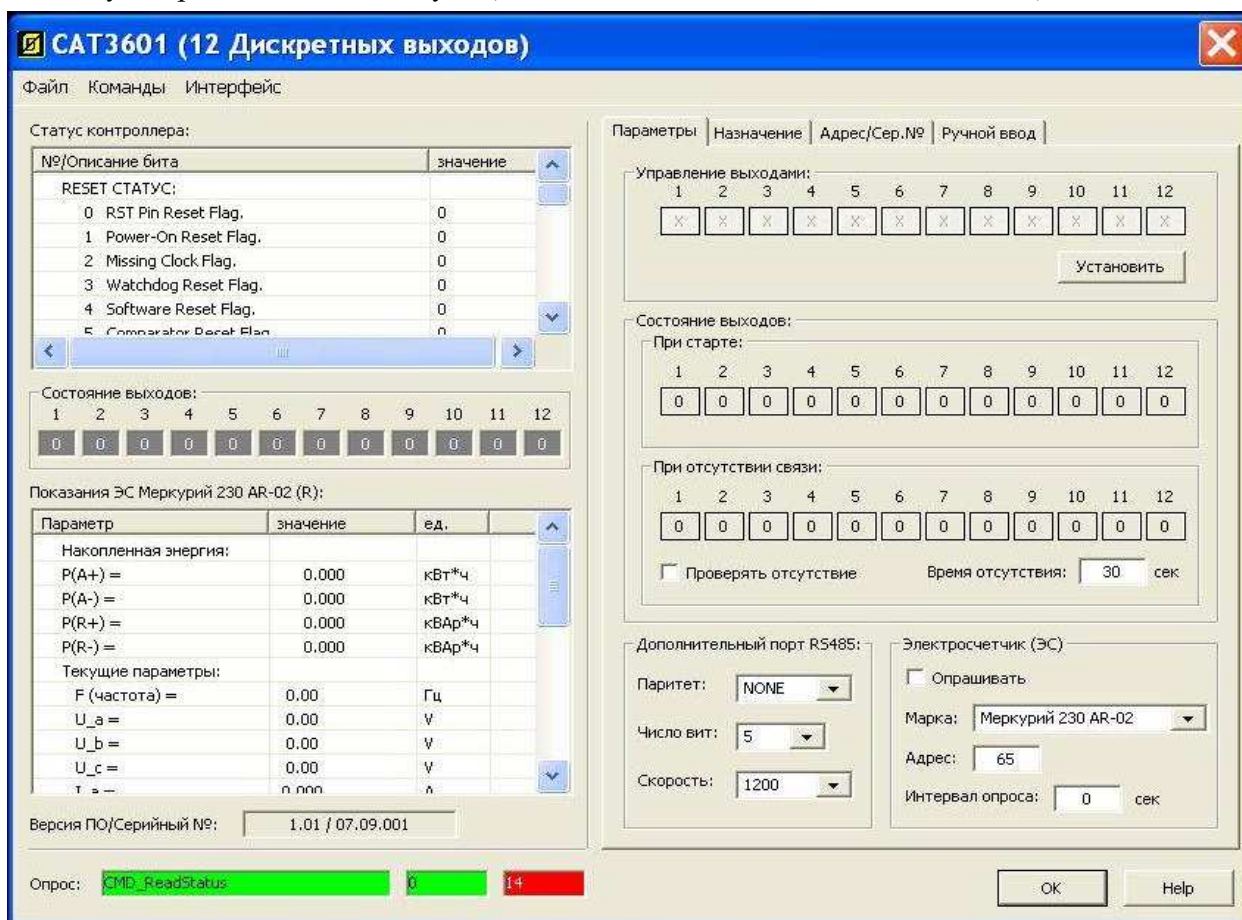 САТ3601 (12 Дискретных выходов)
Файл Команды Интерфейс
Статус контроллера:
№/Описание бита значение
RESET СТАТУС:
0 RST Pin Reset Flag. 0
1 Power-On Reset Flag. 0
2 Missing Clock Flag. 0
3 Watchdog Reset Flag. 0
4 Software Reset Flag. 0
5 Comparator Reset Flag 0
Состояние выходов:
1 2 3 4 5 6 7 8 9 10 11 12
0 0 0 0 0 0 0 0 0 0 0 0
Показания ЭС Меркурий 230 AR-02 (R):
Параметр значение ед.
Накопленная энергия:
P(A+) = 0.000 кВт*ч
P(A-) = 0.000 кВт*ч
P(R+) = 0.000 кВАр*ч
P(R-) = 0.000 кВАр*ч
Текущие параметры:
F (частота) = 0.00 Гц
U_a = 0.00 V
U_b = 0.00 V
U_c = 0.00 V
I_a = 0.000 A
Версия ПО/Серийный №: 1.01 / 07.09.001
Опрос: CMD_ReadStatus 0 14
Параметры Назначение Адрес/Сер.№ Ручной ввод
Управление выходами:
1 2 3 4 5 6 7 8 9 10 11 12
X X X X X X X X X X X X
Установить
Состояние выходов:
При старте:
1 2 3 4 5 6 7 8 9 10 11 12
0 0 0 0 0 0 0 0 0 0 0 0
При отсутствии связи:
1 2 3 4 5 6 7 8 9 10 11 12
0 0 0 0 0 0 0 0 0 0 0 0
Проверять отсутствие Время отсутствия: 30 сек
Дополнительный порт RS485:
Паритет: NONE
Число вит: 5
Скорость: 1200
Электросчетчик (ЭС)
Опрашивать
Марка: Меркурий 230 AR-02
Адрес: 65
Интервал опроса: 0 сек
OK Help